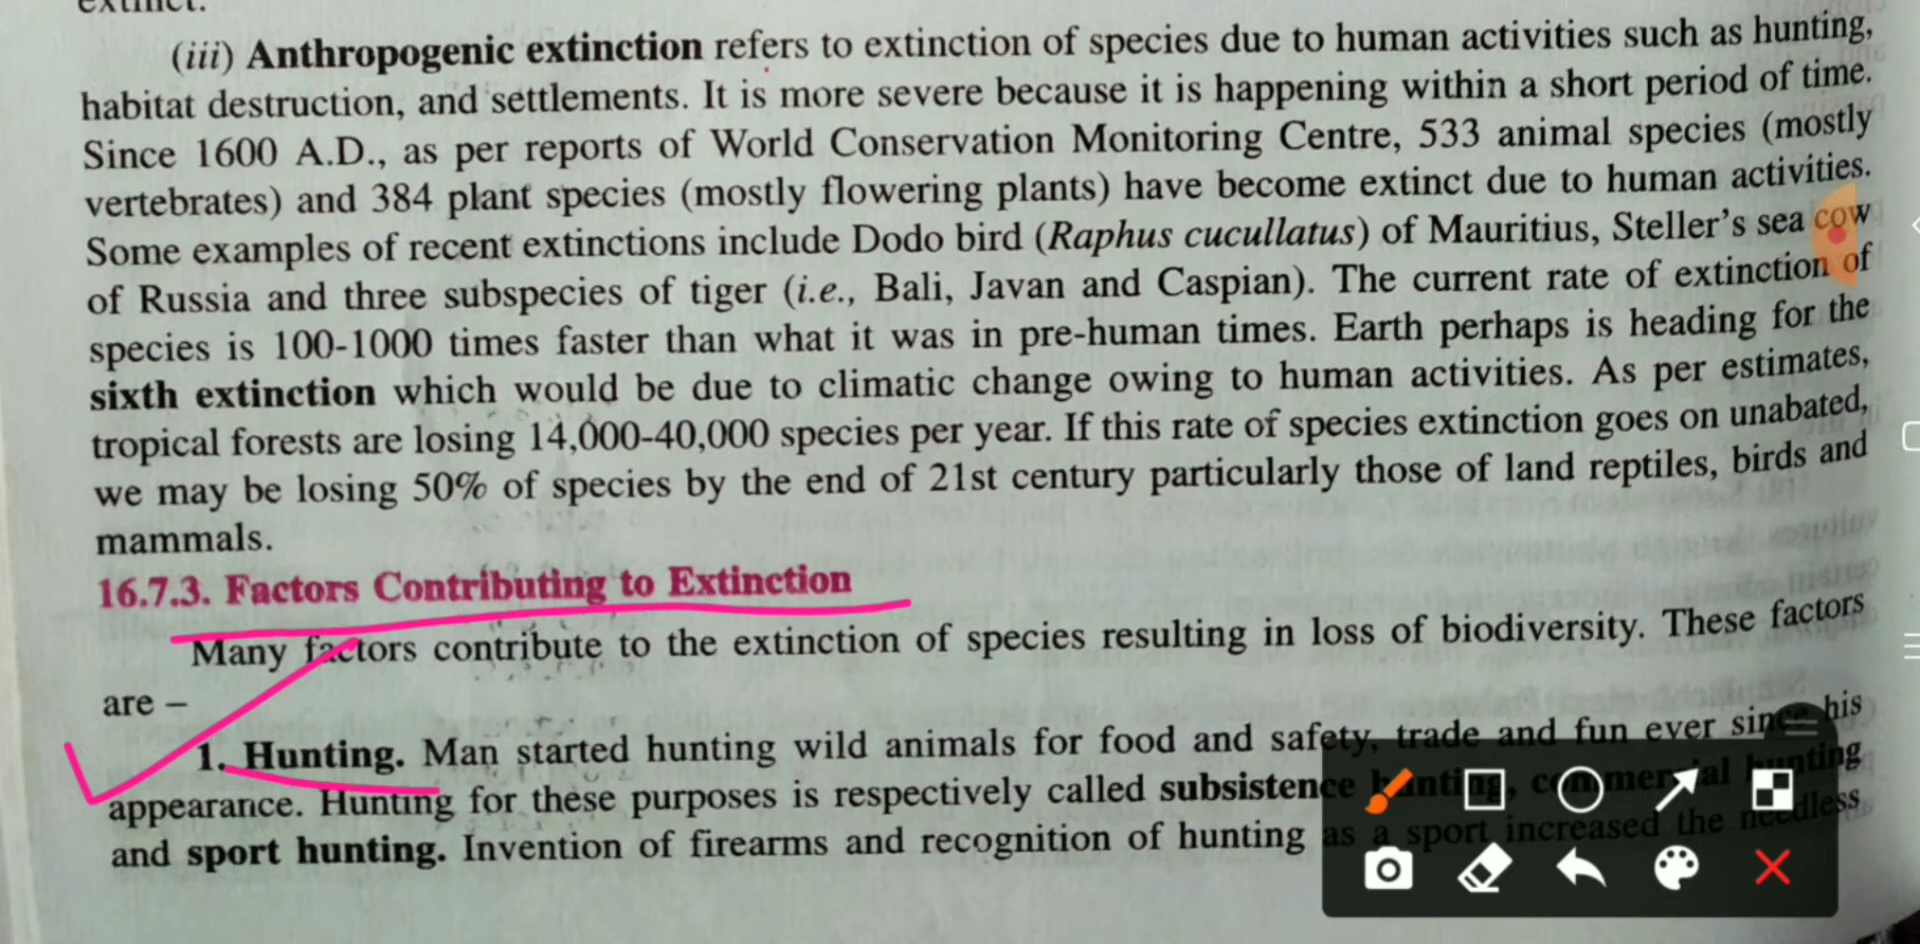 extinct.
(iii) Anthropogenic extinction refers to extinction of species due to human activities such as hunting,
habitat destruction, and settlements. It is more severe because it is happening within a short period of time.
Since 1600 A.D., as per reports of World Conservation Monitoring Centre, 533 animal species (mostly
vertebrates) and 384 plant species (mostly flowering plants) have become extinct due to human activities.
Some examples of recent extinctions include Dodo bird (Raphus cucullatus) of Mauritius, Steller's sea cow
of Russia and three subspecies of tiger (i.e., Bali, Javan and Caspian). The current rate of extinction of
species is 100-1000 times faster than what it was in pre-human times. Earth perhaps is heading for the
sixth extinction which would be due to climatic change owing to human activities. As per estimates,
tropical forests are losing 14,000-40,000 species per year. If this rate of species extinction goes on unabated,
we may be losing 50% of species by the end of 21st century particularly those of land reptiles, birds and
mammals.
16.7.3. Factors Contributing to Extinction
Many factors contribute to the extinction of species resulting in loss of biodiversity. These factors
are –
1. Hunting. Man started hunting wild animals for food and safety, trade and fun ever since his
appearance. Hunting for these purposes is respectively called subsistence hunting, commercial hunting
and sport hunting. Invention of firearms and recognition of hunting as a sport increased the needless